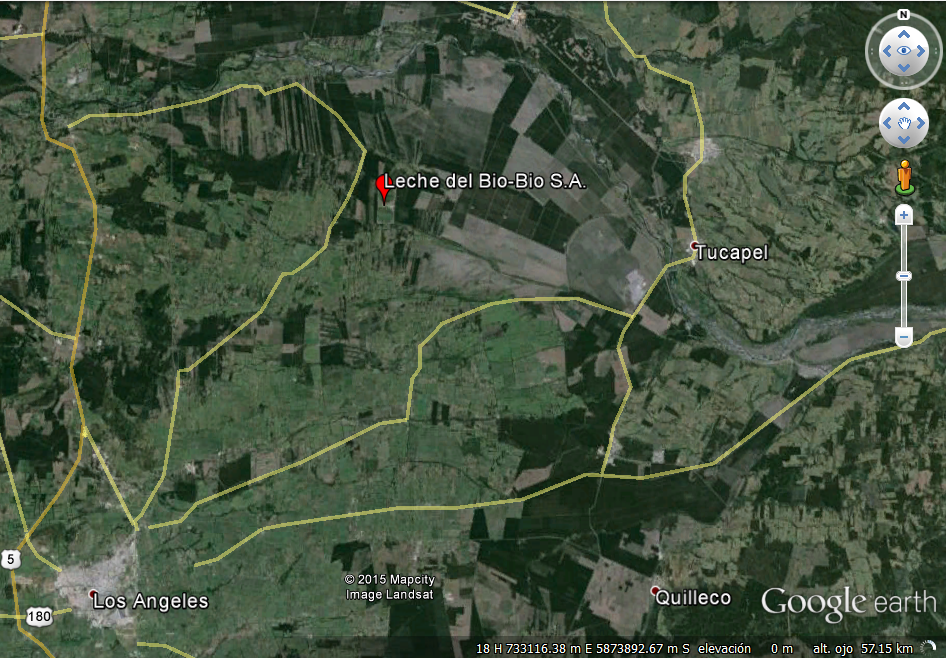 N
Leche del Bio-Bio S.A.
Tucapel
5
© 2015 Mapcity
Image Landsat
Los Angeles
Quilleco
Google earth
180
18 H 733116.38 m E 5873892.67 m S elevación 0 m alt. ojo 57.15 km